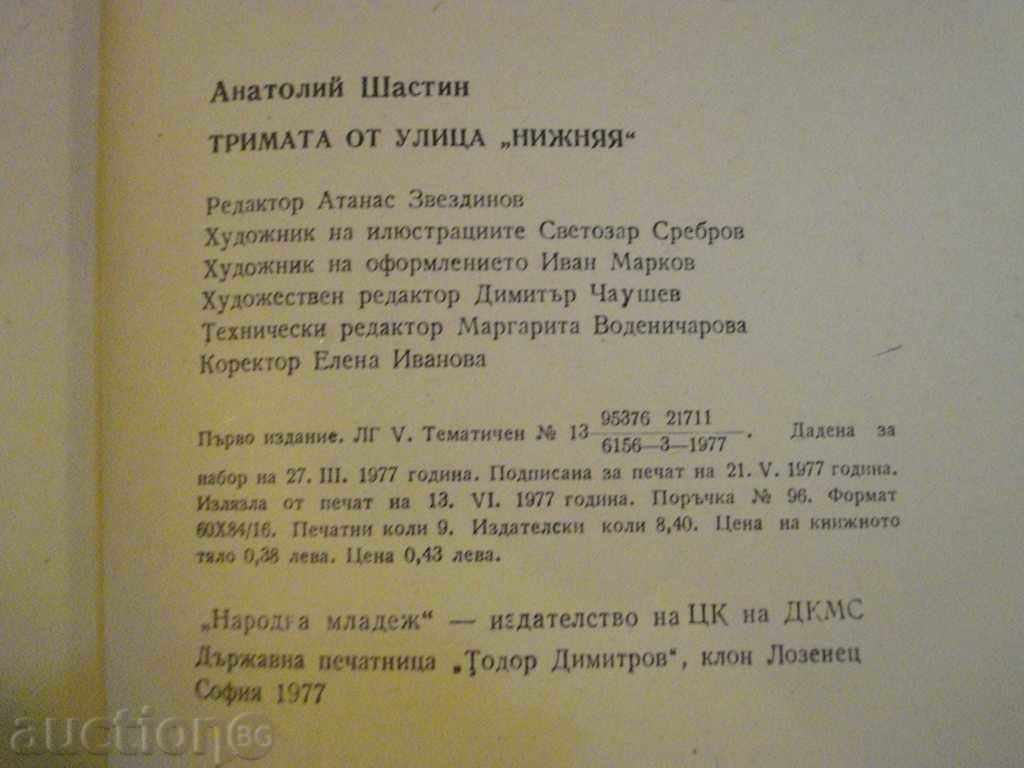 Анатолий Шастин
ТРИМАТА ОТ УЛИЦА „НИЖНЯЯ“
Редактор Атанас Звездинов
Художник на илюстрациите Светозар Сребров
Художник на оформлението Иван Марков
Художествен редактор Димитър Чаушев
Технически редактор Маргарита Воденичарова
Коректор Елена Иванова
95376 21711
Първо издание. ЛГ V. Тематичен № 13 . Дадена за
6156—3—1977
набор на 27. III. 1977 година. Подписана за печат на 21. V. 1977 година.
Излязла от печат на 13. VI. 1977 година. Поръчка № 96. Формат
60X84/16. Печатни коли 9. Издателски коли 8,40. Цена на книжното
тяло 0,38 лева. Цена 0,43 лева.
„Народна младеж“ — издателство на ЦК на ДКМС
Държавна печатница „Тодор Димитров“, клон Лозенец
София 1977
auction BG